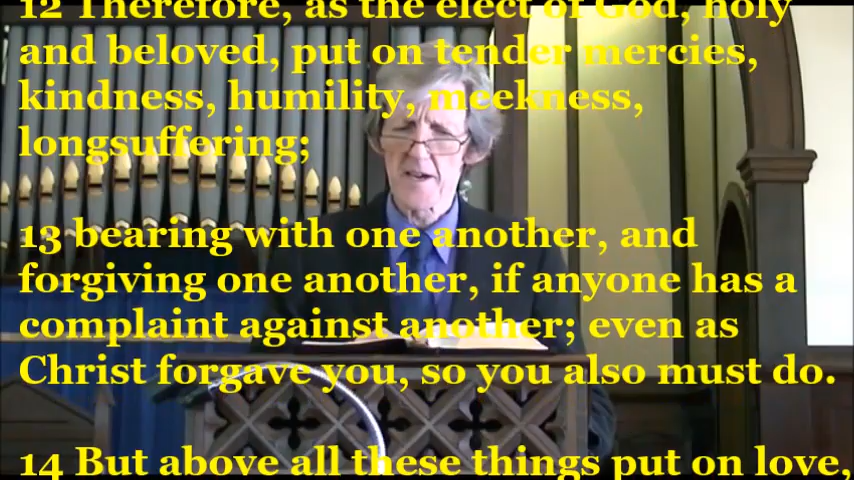 12 Therefore, as the elect of God, holy
and beloved, put on tender mercies,
kindness, humility, meekness,
longsuffering;
13 bearing with one another, and
forgiving one another, if anyone has a
complaint against another; even as
Christ forgave you, so you also must do.
14 But above all these things put on love,